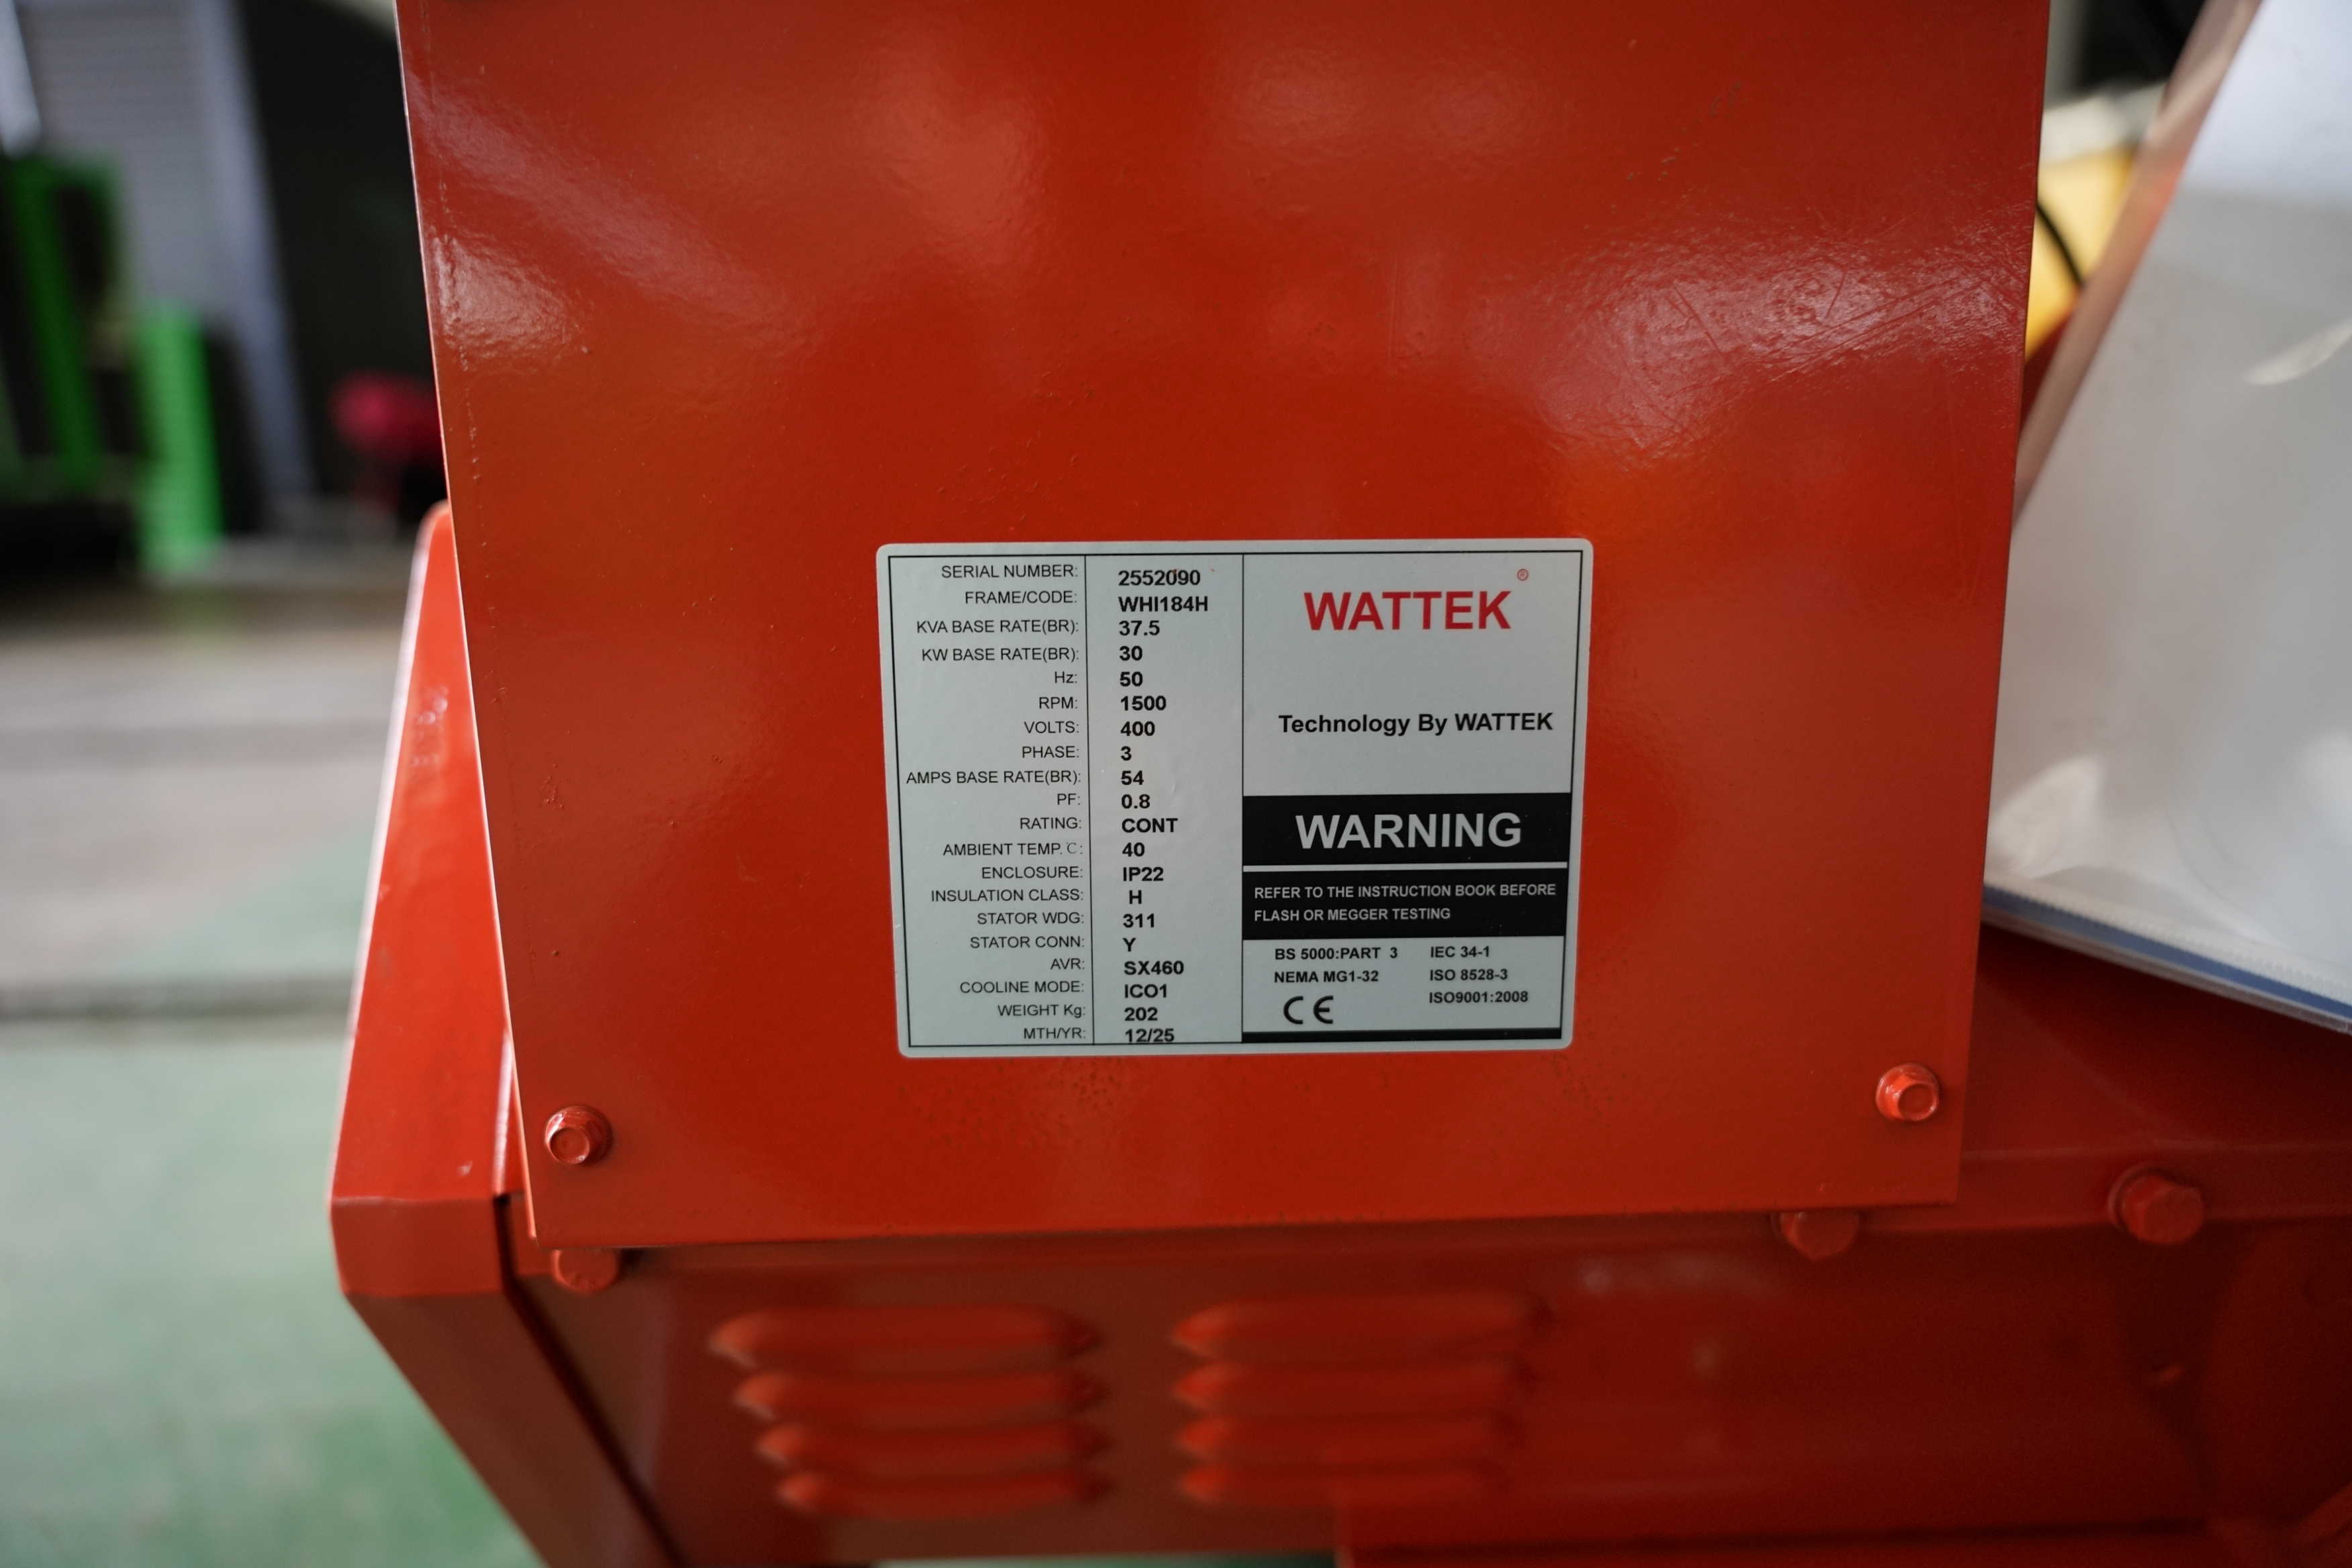 SERIAL NUMBER: 2552090
FRAME/CODE: WHI184H
KVA BASE RATE(BR): 37.5
KW BASE RATE(BR): 30
Hz: 50
RPM: 1500
VOLTS: 400
PHASE: 3
AMPS BASE RATE(BR): 54
PF: 0.8
RATING: CONT
AMBIENT TEMP.℃: 40
ENCLOSURE: IP22
INSULATION CLASS: H
STATOR WDG: 311
STATOR CONN: Y
AVR: SX460
COOLINE MODE: ICO1
WEIGHT Kg: 202
MTH/YR: 12/25
WATTEK®
Technology By WATTEK
WARNING
REFER TO THE INSTRUCTION BOOK BEFORE
FLASH OR MEGGER TESTING
BS 5000:PART 3 IEC 34-1
NEMA MG1-32 ISO 8528-3
CE ISO9001:2008